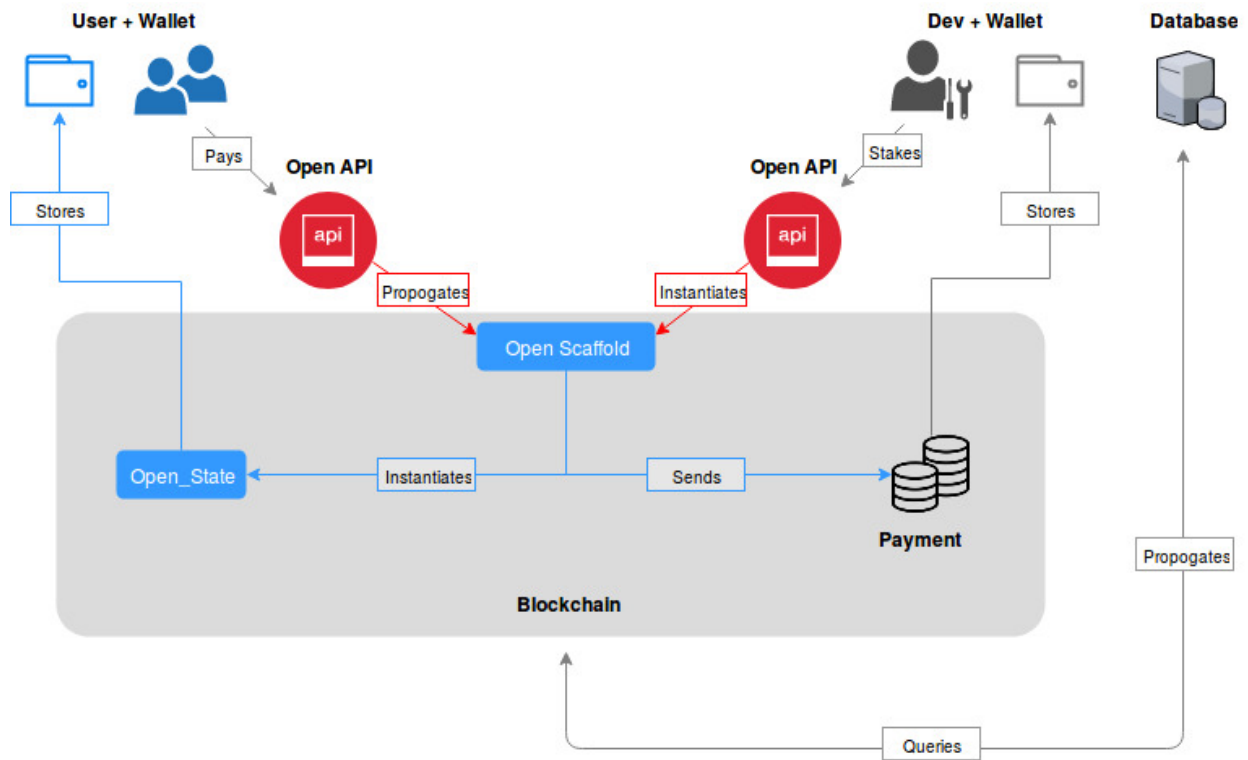 User + Wallet
Dev + Wallet
Database
Pays
Stakes
Open API
Open API
Stores
Stores
api
api
Propogates
Instantiates
Open Scaffold
Open_State
Instantiates
Sends
Payment
Propogates
Blockchain
Queries